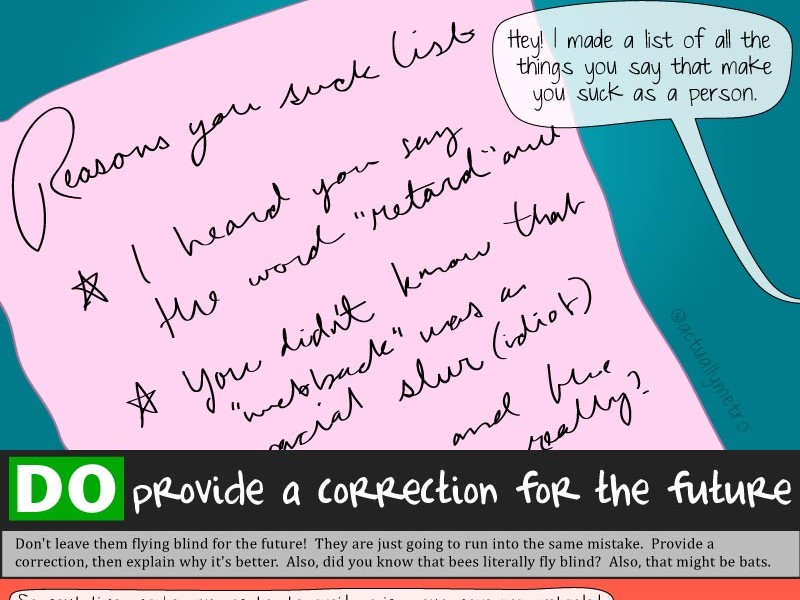 Hey! I made a list of all the
things you say that make
you suck as a person.
Reasons you suck list
☆ I heard you say
the word "retard" and
☆ You didn't know that
"wetback" was a
racial slur (idiot)
and
really?
@actuallymetro
DO provide a correction for the future
Don't leave them flying blind for the future! They are just going to run into the same mistake. Provide a
correction, then explain why it's better. Also, did you know that bees literally fly blind? Also, that might be bats.